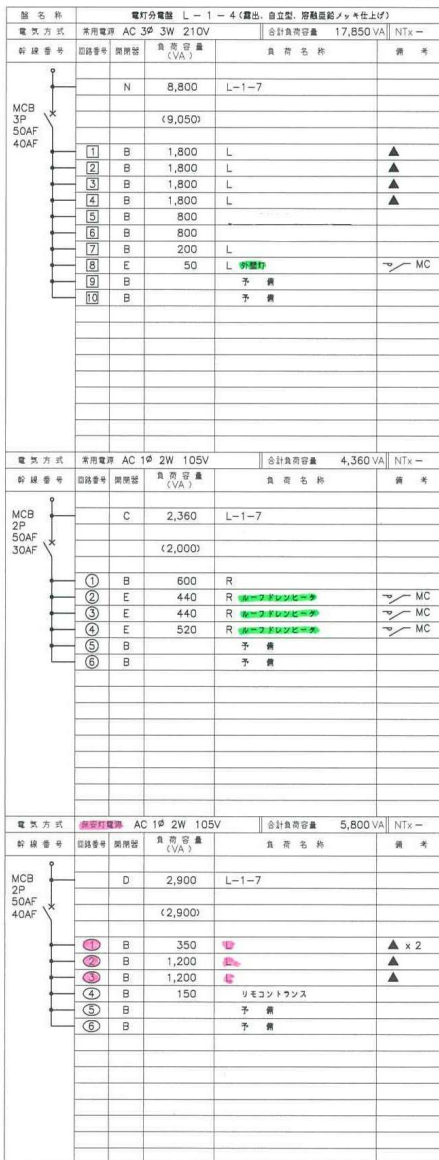 盤名称 電灯分電盤 L-1-4(露出、自立型、溶融亜鉛メッキ仕上げ)
電気方式 常用電源 AC 3Φ 3W 210V 合計負荷容量 17,850 VA NTx －
幹線番号 回路番号 開閉器 負荷容量(VA) 負荷名称 備考
N 8,800 L-1-7
MCB 3P 50AF 40AF (9,050)
1 B 1,800 L ▲
2 B 1,800 L ▲
3 B 1,800 L ▲
4 B 1,800 L ▲
5 B 800
6 B 800
7 B 200 L
8 E 50 L 外壁灯 MC
9 B 予備
10 B 予備
電気方式 常用電源 AC 1Φ 2W 105V 合計負荷容量 4,360 VA NTx －
幹線番号 回路番号 開閉器 負荷容量(VA) 負荷名称 備考
C 2,360 L-1-7
MCB 2P 50AF 30AF (2,000)
① B 600 R
② E 440 R ルーフドレンヒータ MC
③ E 440 R ルーフドレンヒータ MC
④ E 520 R ルーフドレンヒータ MC
⑤ B 予備
⑥ B 予備
電気方式 保安灯電源 AC 1Φ 2W 105V 合計負荷容量 5,800 VA NTx －
幹線番号 回路番号 開閉器 負荷容量(VA) 負荷名称 備考
D 2,900 L-1-7
MCB 2P 50AF 40AF (2,900)
① B 350 L ▲ x 2
② B 1,200 L ▲
③ B 1,200 L ▲
④ B 150 リモコントランス
⑤ B 予備
⑥ B 予備